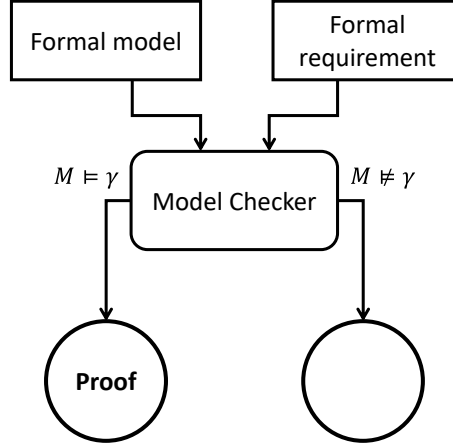 Formal model
Formal
requirement
M ⊨ γ
M ⊭ γ
Model Checker
Proof